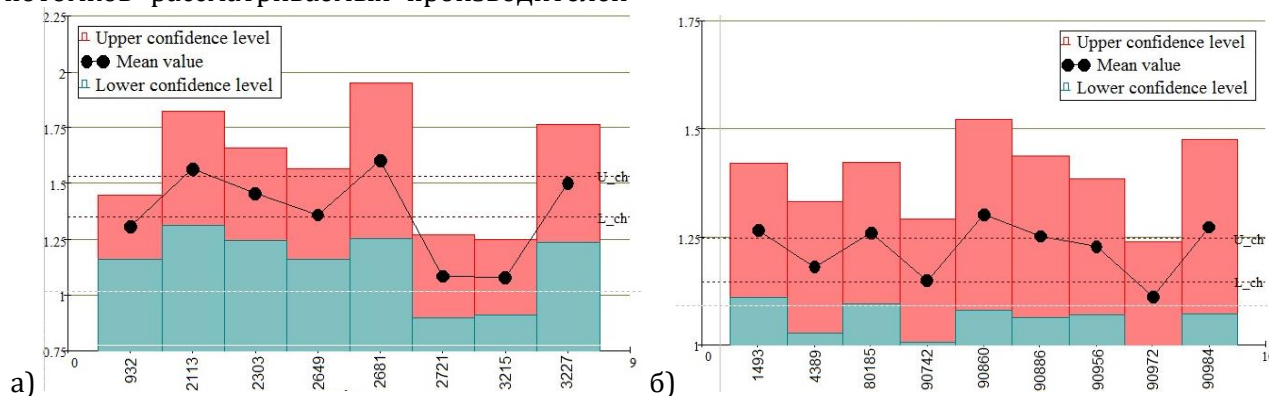 потомков рассматриваемых производителей
2.25
2
1.75
1.5
1.25
1
0.75
Upper confidence level
Mean value
Lower confidence level
U_ch
L_ch
0 932 2113 2303 2649 2681 2721 3215 3227 9
а)
1.75
1.5
1.25
1
Upper confidence level
Mean value
Lower confidence level
U_ch
L_ch
0 1493 4389 80185 90742 90860 90886 90956 90972 90984
б)